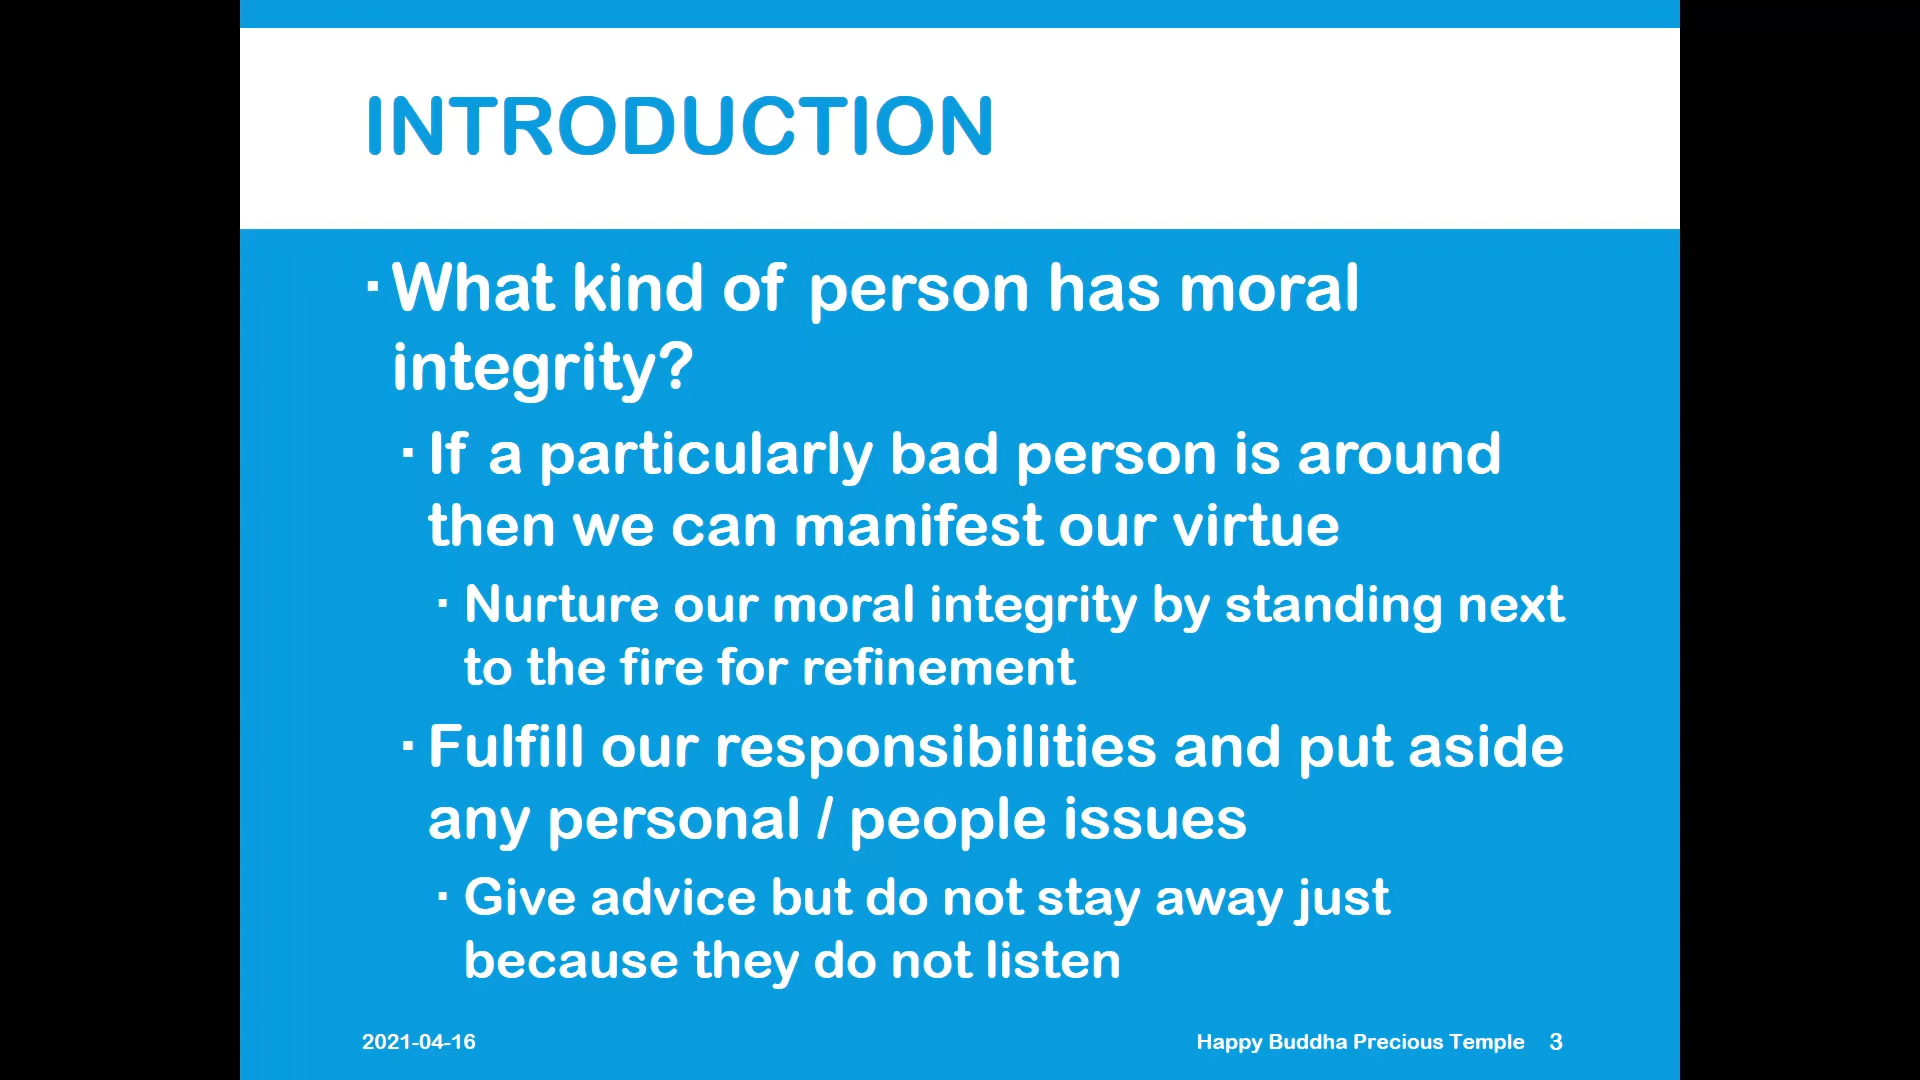 INTRODUCTION
▪ What kind of person has moral
integrity?
▪ If a particularly bad person is around
then we can manifest our virtue
▪ Nurture our moral integrity by standing next
to the fire for refinement
▪ Fulfill our responsibilities and put aside
any personal / people issues
▪ Give advice but do not stay away just
because they do not listen
2021-04-16
Happy Buddha Precious Temple 3